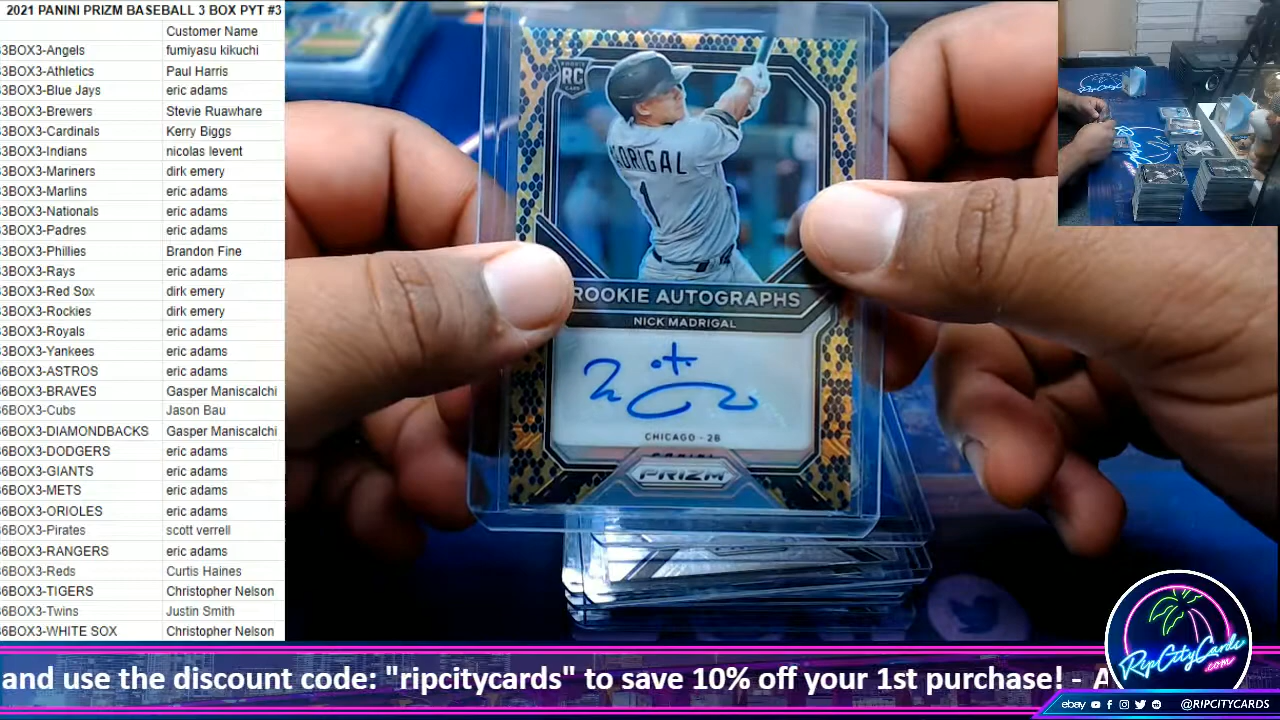 2021 PANINI PRIZM BASEBALL 3 BOX PYT #3
Customer Name
3BOX3-Angels fumiyasu kikuchi
3BOX3-Athletics Paul Harris
3BOX3-Blue Jays eric adams
3BOX3-Brewers Stevie Ruawhare
3BOX3-Cardinals Kerry Biggs
3BOX3-Indians nicolas levent
3BOX3-Mariners dirk emery
3BOX3-Marlins eric adams
3BOX3-Nationals eric adams
3BOX3-Padres eric adams
3BOX3-Phillies Brandon Fine
3BOX3-Rays eric adams
3BOX3-Red Sox dirk emery
3BOX3-Rockies dirk emery
3BOX3-Royals eric adams
3BOX3-Yankees eric adams
6BOX3-ASTROS eric adams
6BOX3-BRAVES Gasper Maniscalchi
6BOX3-Cubs Jason Bau
6BOX3-DIAMONDBACKS Gasper Maniscalchi
6BOX3-DODGERS eric adams
6BOX3-GIANTS eric adams
6BOX3-METS eric adams
6BOX3-ORIOLES eric adams
6BOX3-Pirates scott verrell
6BOX3-RANGERS eric adams
6BOX3-Reds Curtis Haines
6BOX3-TIGERS Christopher Nelson
6BOX3-Twins Justin Smith
6BOX3-WHITE SOX Christopher Nelson
RC
DRIGAL
1
ROOKIE AUTOGRAPHS
NICK MADRIGAL
CHICAGO - 2B
PANINI
PRIZM
RipCityCards
.com
and use the discount code: "ripcitycards" to save 10% off your 1st purchase! - A
ebay @RIPCITYCARDS